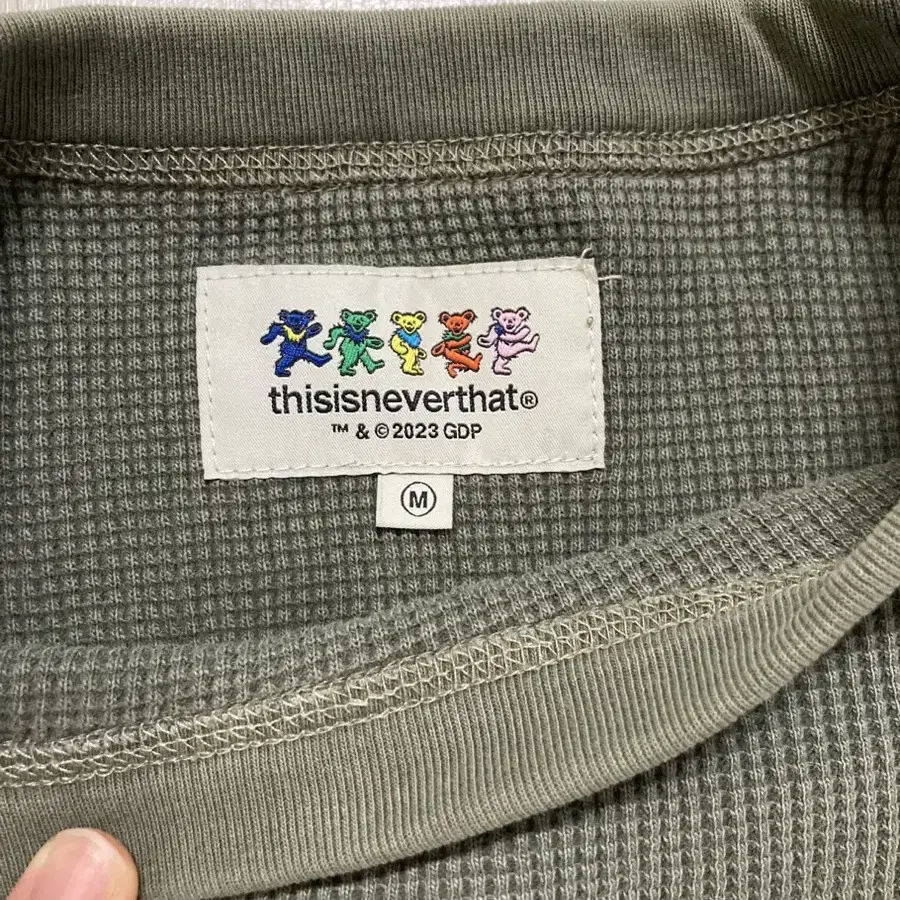 thisisneverthat®
™ & © 2023 GDP
M